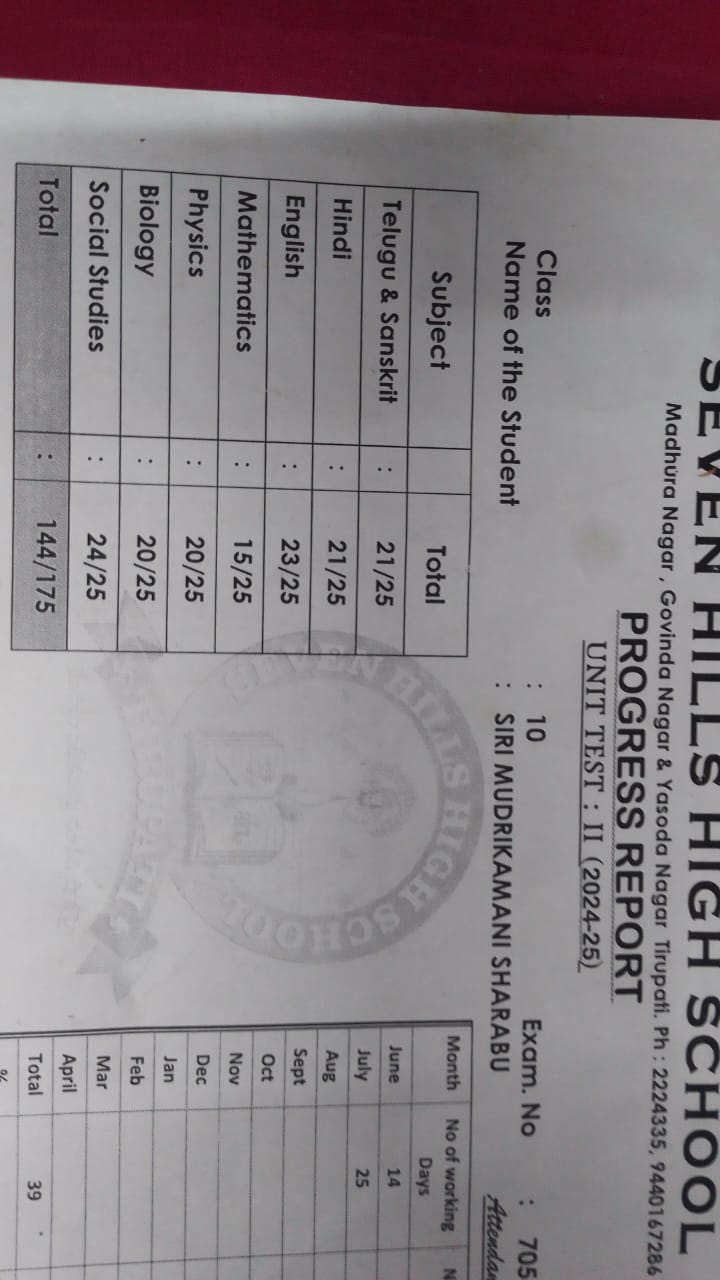 SEVEN HILLS HIGH SCHOOL
Madhura Nagar , Govinda Nagar & Yasoda Nagar Tirupati. Ph : 2224335, 9440167286
PROGRESS REPORT
UNIT TEST : II (2024-25)
Class : 10 Exam. No : 705
Name of the Student : SIRI MUDRIKAMANI SHARABU
Subject Total
Telugu & Sanskrit : 21/25
Hindi : 21/25
English : 23/25
Mathematics : 15/25
Physics : 20/25
Biology : 20/25
Social Studies : 24/25
Total : 144/175
Month No of working Days
June 14
July 25
Aug
Sept
Oct
Nov
Dec
Jan
Feb
Mar
April
Total 39
%
SEVEN HILLS HIGH SCHOOL
TIRUPATI